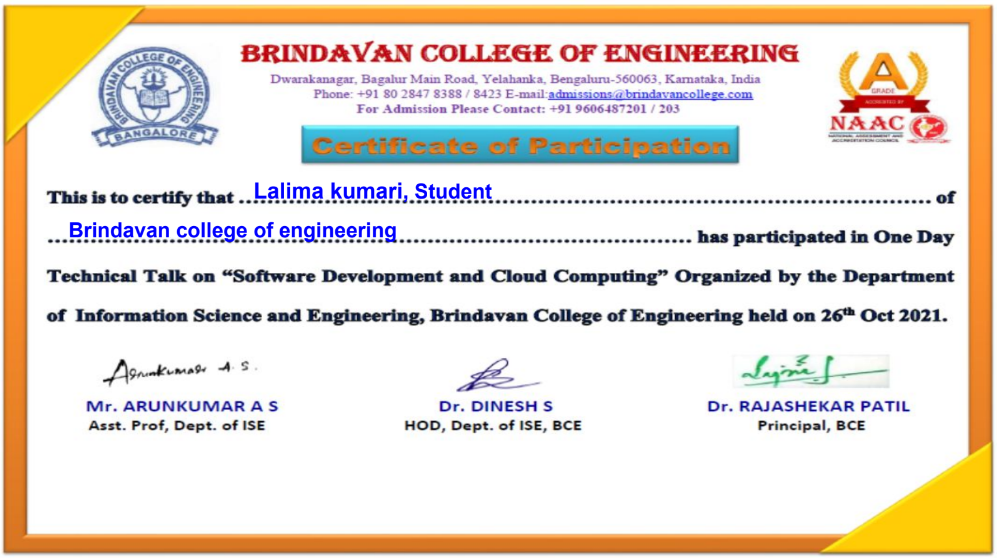 BRINDAVAN COLLEGE OF ENGINEERING
Dwarakanagar, Bagalur Main Road, Yelahanka, Bengaluru-560063, Karnataka, India
Phone: +91 80 2847 8388 / 8423 E-mail:admissions@brindavancollege.com
For Admission Please Contact: +91 9606487201 / 203
BRINDAVAN COLLEGE OF ENGINEERING
BANGALORE
A
GRADE
ACCREDITED BY
NAAC
NATIONAL ASSESSMENT AND
ACCREDITATION COUNCIL
Certificate of Participation
This is to certify that ...Lalima kumari, Student... of
...Brindavan college of engineering... has participated in One Day
Technical Talk on “Software Development and Cloud Computing” Organized by the Department
of Information Science and Engineering, Brindavan College of Engineering held on 26th Oct 2021.
Arunkumar A.S.
Mr. ARUNKUMAR A S
Asst. Prof, Dept. of ISE
Dr. DINESH S
HOD, Dept. of ISE, BCE
Dr. RAJASHEKAR PATIL
Principal, BCE